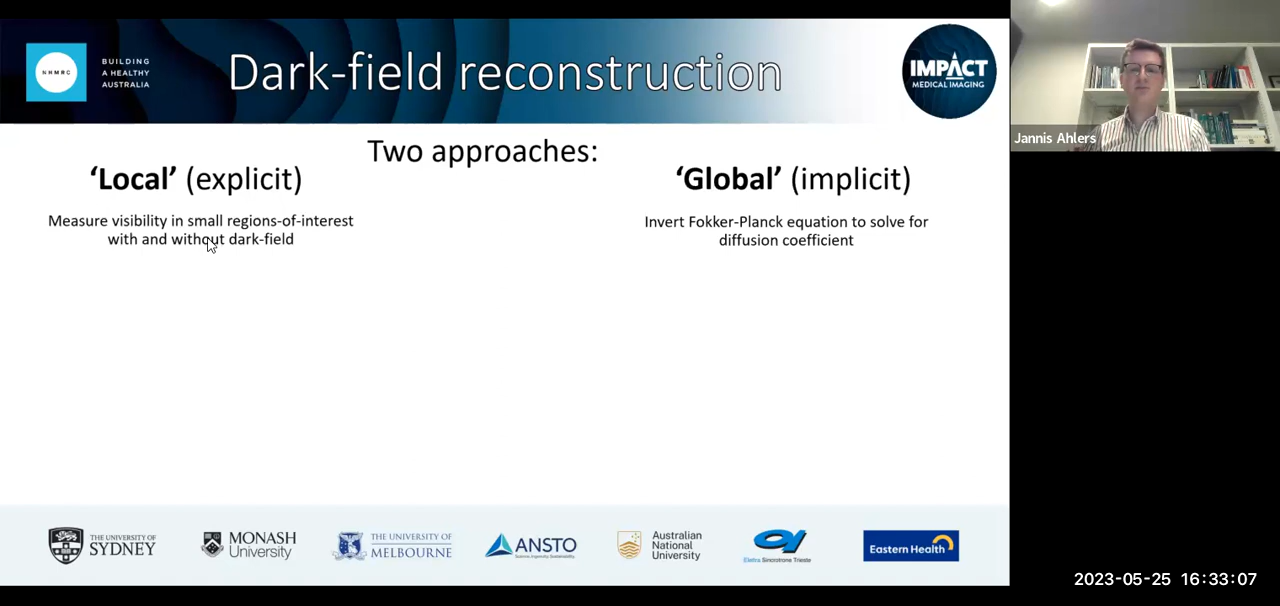 NHMRC
BUILDING
A HEALTHY
AUSTRALIA
Dark-field reconstruction
IMPACT
MEDICAL IMAGING
Jannis Ahlers
Two approaches:
‘Local’ (explicit)
Measure visibility in small regions-of-interest
with and without dark-field
‘Global’ (implicit)
Invert Fokker-Planck equation to solve for
diffusion coefficient
THE UNIVERSITY OF
SYDNEY
MONASH
University
THE UNIVERSITY OF
MELBOURNE
ANSTO
Science. Ingenuity. Sustainability.
Australian
National
University
Elettra Sincrotrone Trieste
Eastern Health
2023-05-25 16:33:07